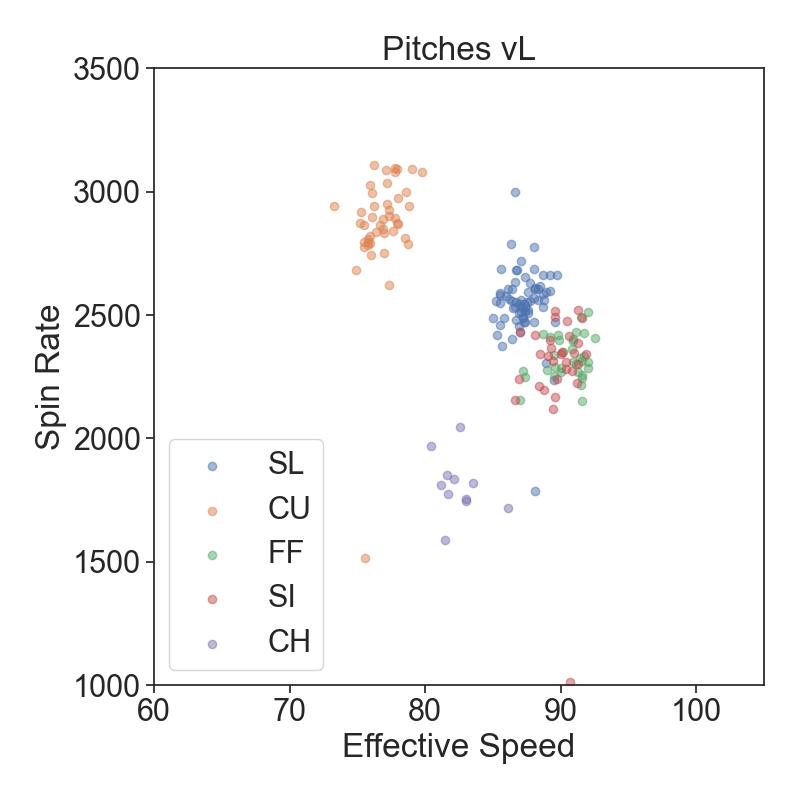 Pitches vL
3500
3000
2500
2000
1500
1000
Spin Rate
SL
CU
FF
SI
CH
60 70 80 90 100
Effective Speed